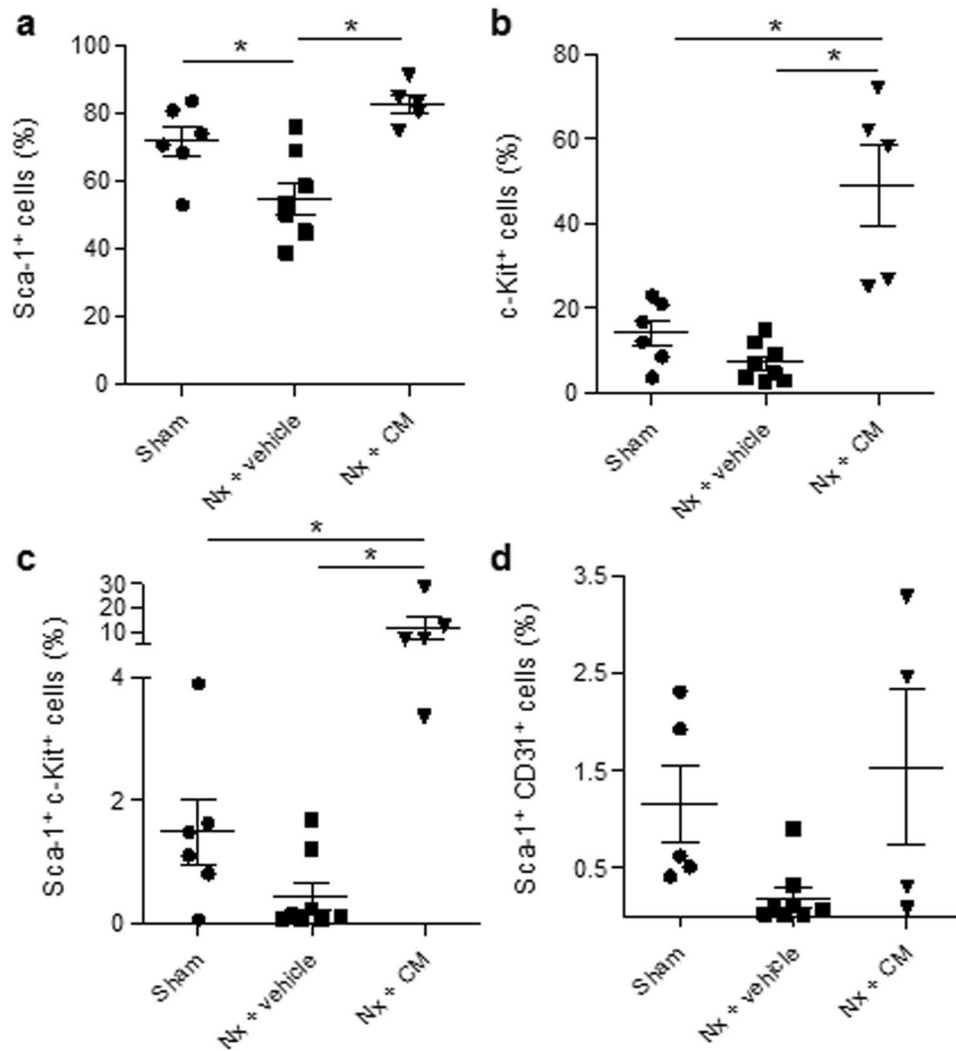 a
*
*
100
80
60
40
20
0
Sca-1⁺ cells (%)
Sham
Nx + vehicle
Nx + CM
b
*
*
80
60
40
20
0
c-Kit⁺ cells (%)
Sham
Nx + vehicle
Nx + CM
c
*
*
30
20
10
4
2
0
Sca-1⁺ c-Kit⁺ cells (%)
Sham
Nx + vehicle
Nx + CM
d
3.5
2.5
1.5
0.5
Sca-1⁺ CD31⁺ cells (%)
Sham
Nx + vehicle
Nx + CM